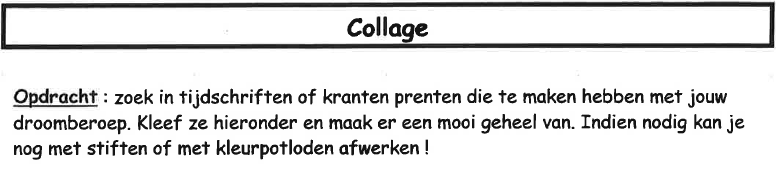 Collage
Opdracht : zoek in tijdschriften of kranten prenten die te maken hebben met jouw
droomberoep. Kleef ze hieronder en maak er een mooi geheel van. Indien nodig kan je
nog met stiften of met kleurpotloden afwerken !